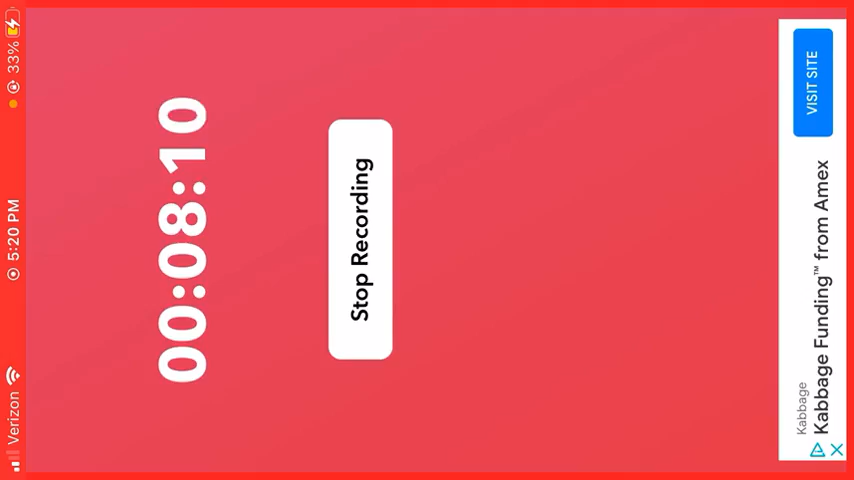 Verizon 5:20 PM 33%
00:08:10
Stop Recording
Kabbage
Kabbage Funding™ from Amex
VISIT SITE